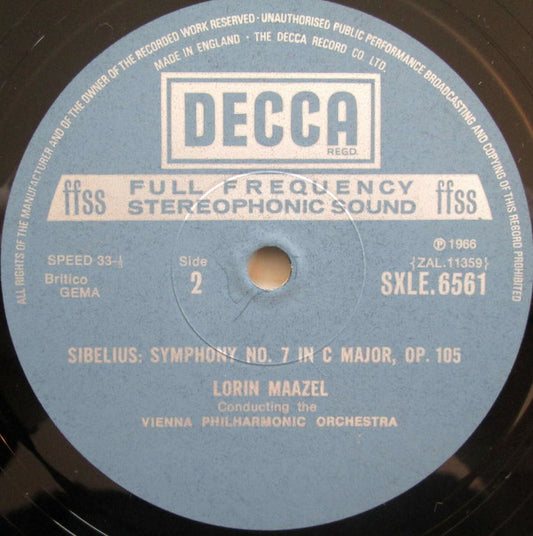 ALL RIGHTS OF THE MANUFACTURER AND OF THE OWNER OF THE RECORDED WORK RESERVED · UNAUTHORISED PUBLIC PERFORMANCE BROADCASTING AND COPYING OF THIS RECORD PROHIBITED
MADE IN ENGLAND · THE DECCA RECORD CO LTD.
DECCA
REGD.
ffss FULL FREQUENCY ffss
STEREOPHONIC SOUND
SPEED 33-⅓ Side ℗ 1966
Britico 2 {ZAL.11359}
GEMA SXLE.6561
SIBELIUS: SYMPHONY NO. 7 IN C MAJOR, OP. 105
LORIN MAAZEL
Conducting the
VIENNA PHILHARMONIC ORCHESTRA